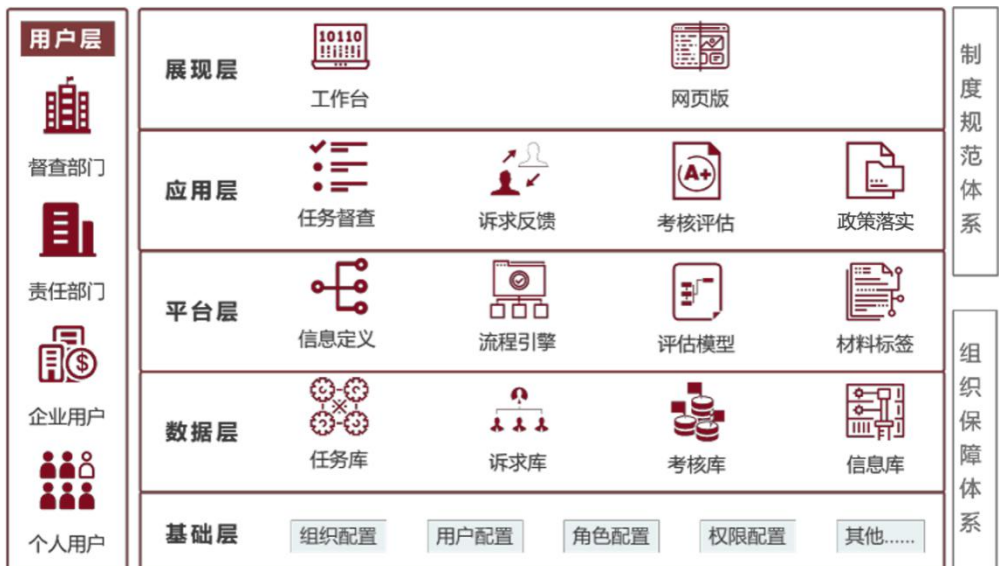 用户层
督查部门
责任部门
企业用户
个人用户
展现层
10110
工作台
网页版
应用层
任务督查
诉求反馈
A+
考核评估
政策落实
平台层
信息定义
流程引擎
评估模型
材料标签
数据层
任务库
诉求库
考核库
信息库
基础层
组织配置
用户配置
角色配置
权限配置
其他......
制度规范体系
组织保障体系